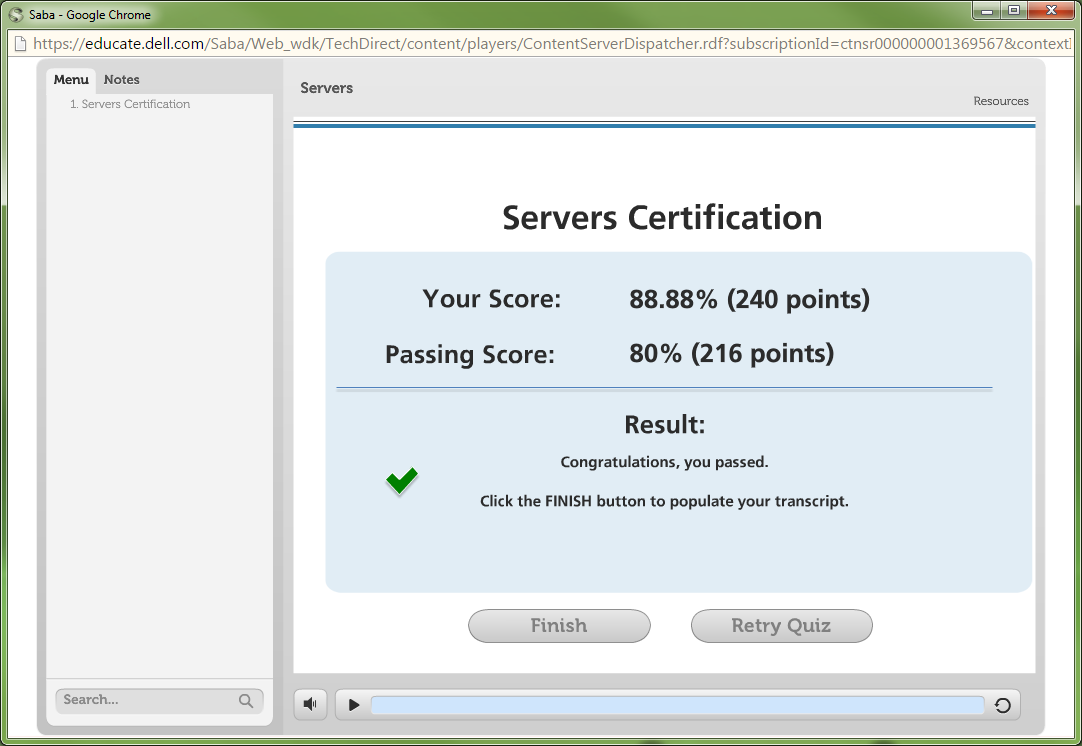 Saba - Google Chrome
https://educate.dell.com/Saba/Web_wdk/TechDirect/content/players/ContentServerDispatcher.rdf?subscriptionId=ctnsr000000001369567&context
Menu Notes
1. Servers Certification
Servers
Resources
Servers Certification
Your Score: 88.88% (240 points)
Passing Score: 80% (216 points)
Result:
Congratulations, you passed.
Click the FINISH button to populate your transcript.
Finish Retry Quiz
Search...